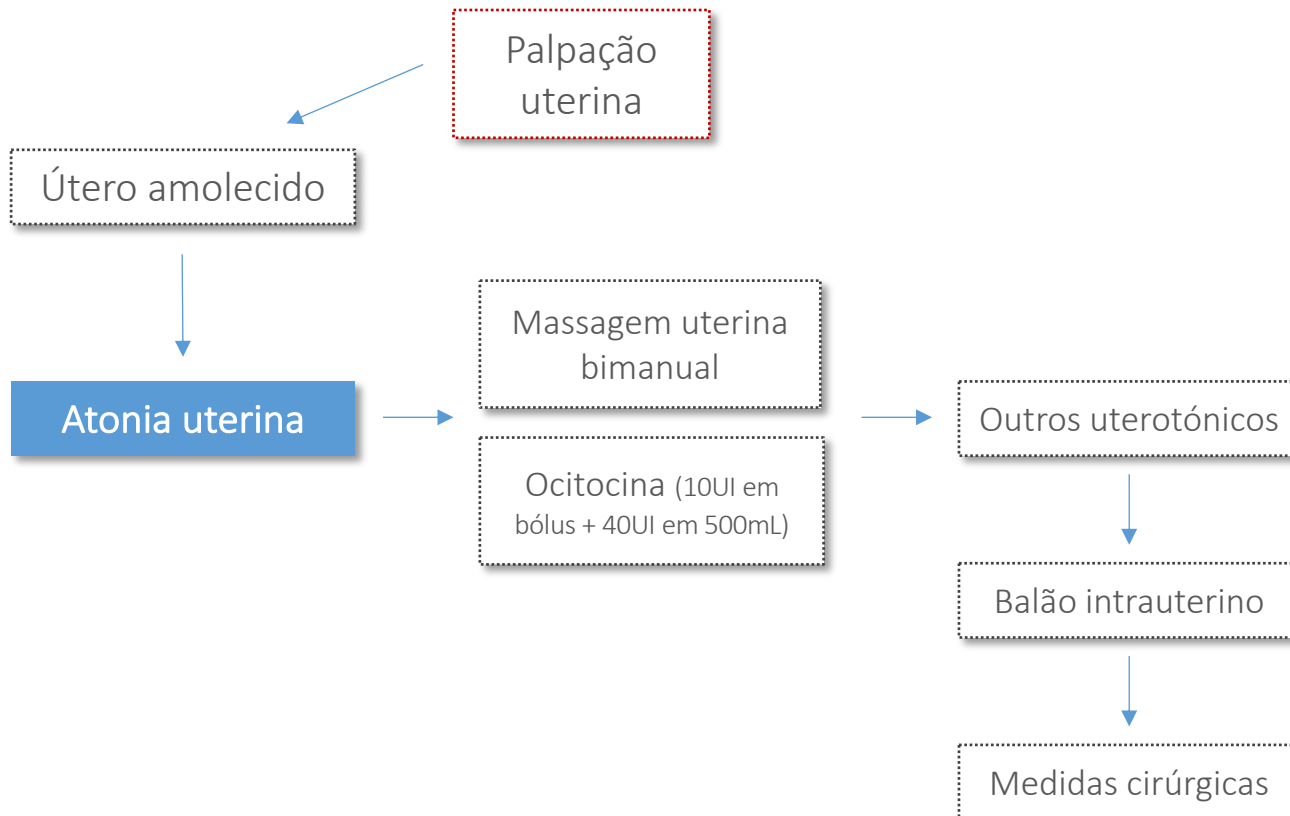 Palpação
uterina
Útero amolecido
Atonia uterina
Massagem uterina
bimanual
Ocitocina (10UI em
bólus + 40UI em 500mL)
Outros uterotónicos
Balão intrauterino
Medidas cirúrgicas